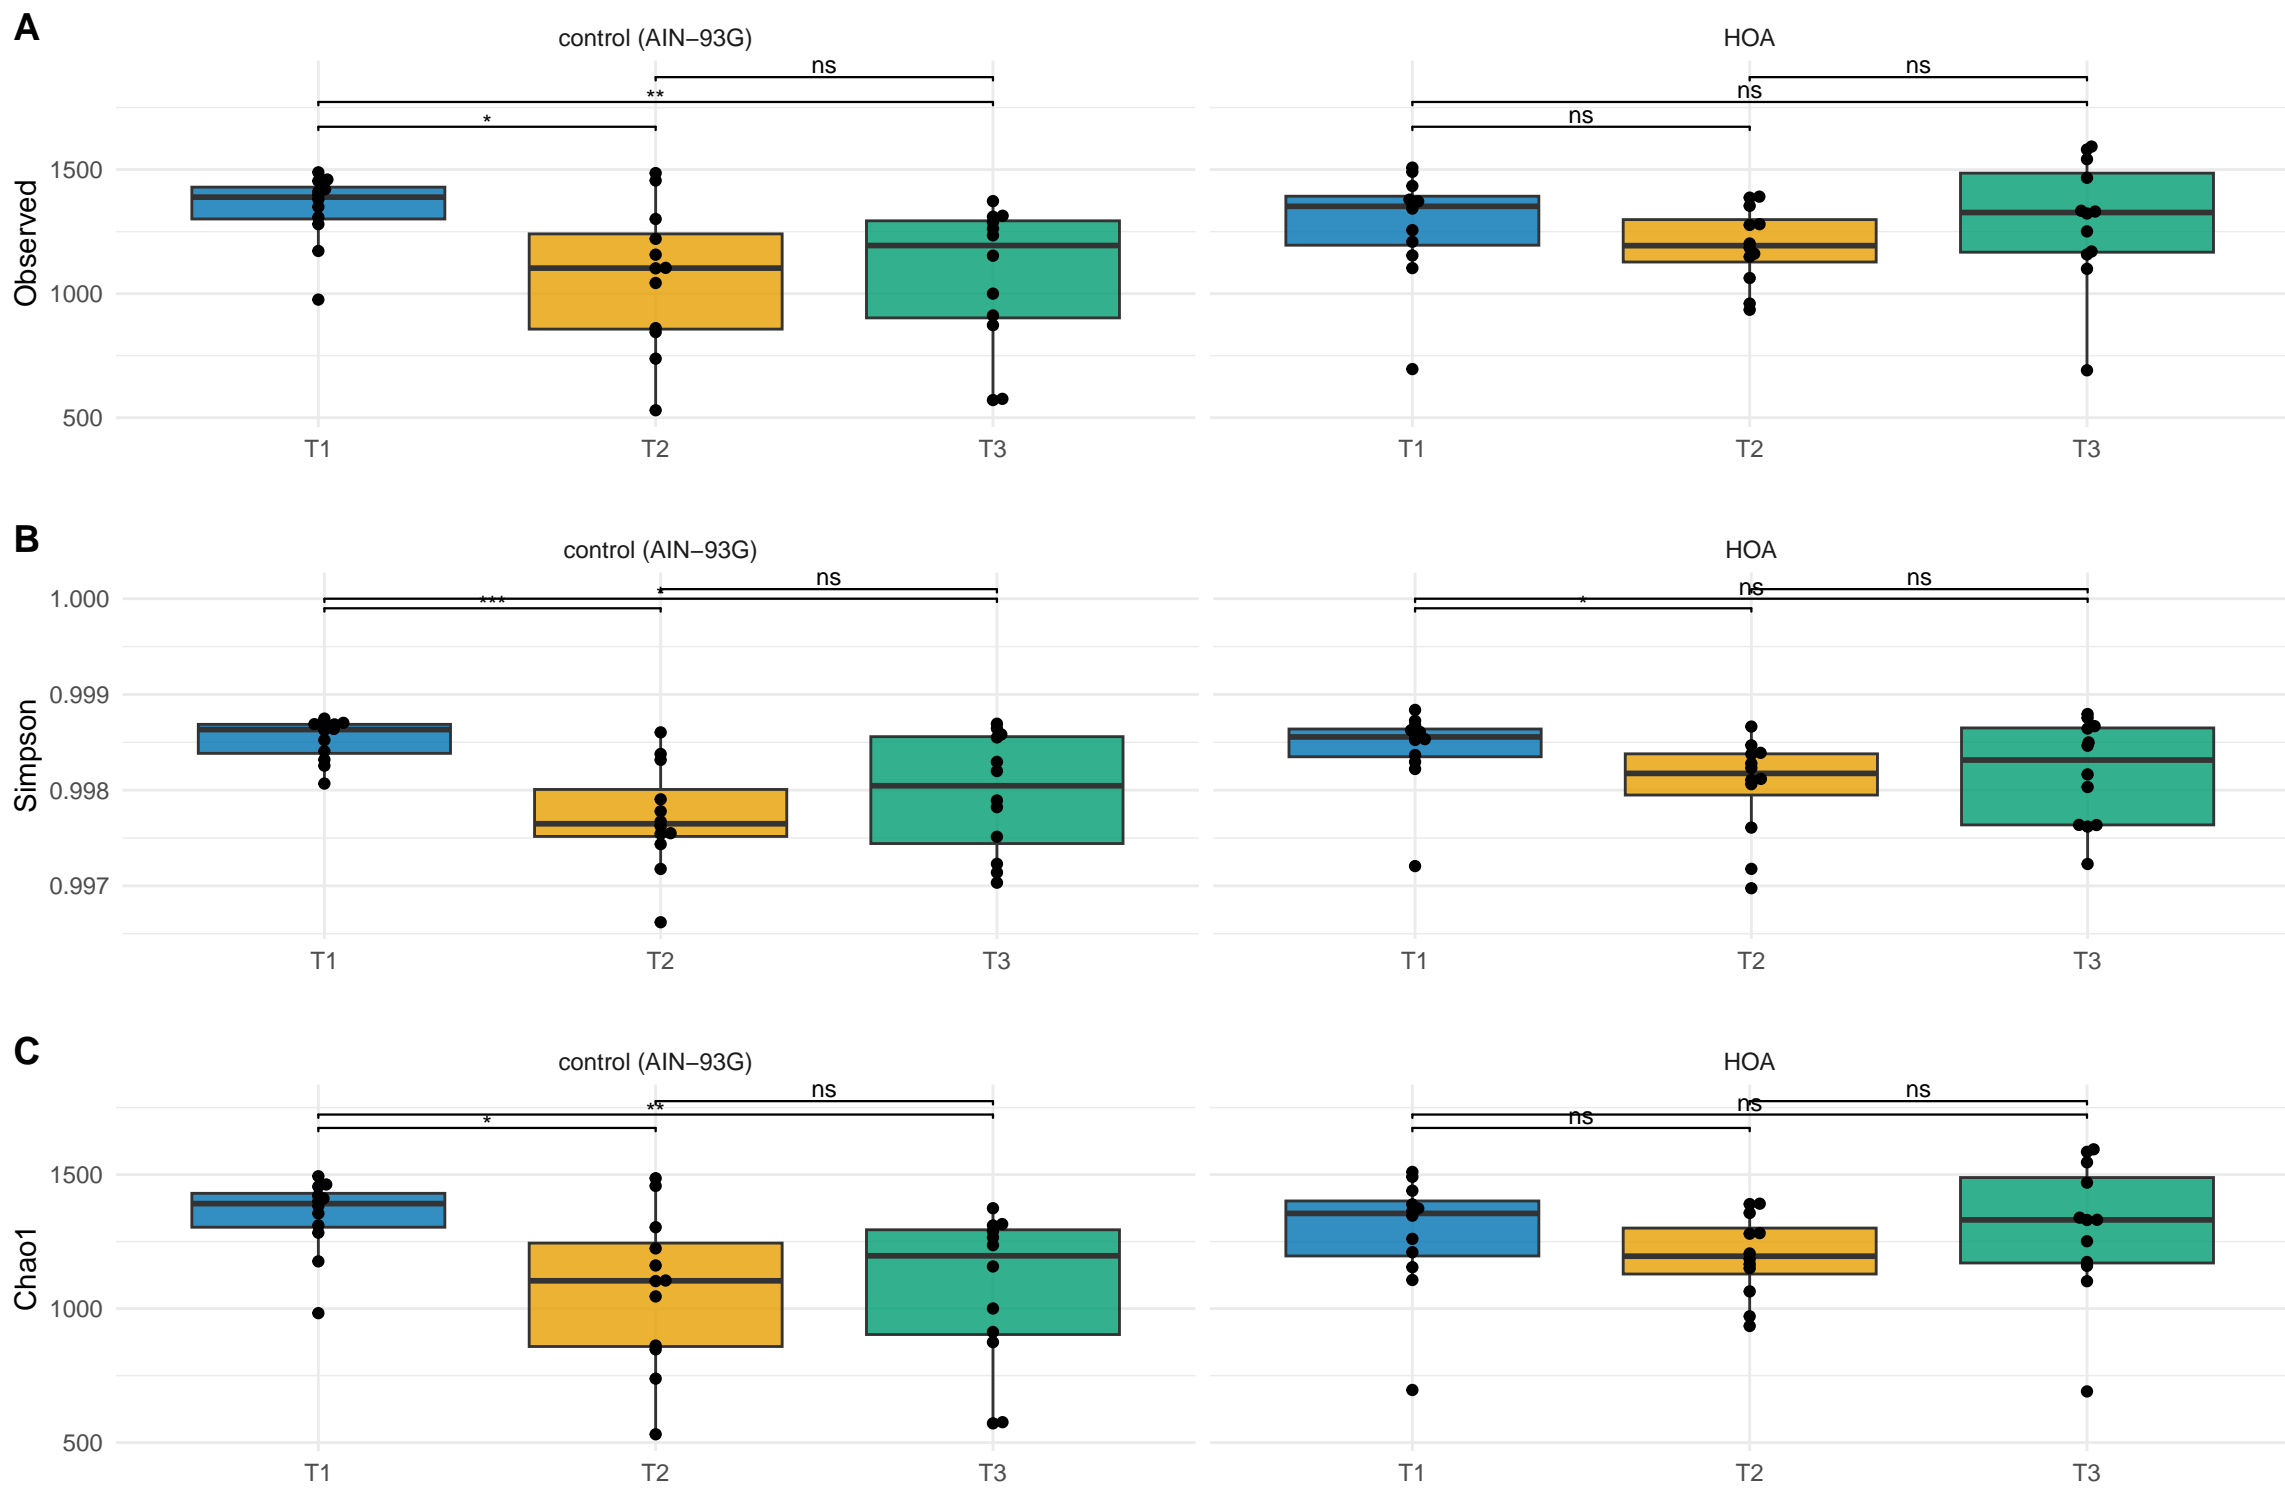 A
control (AIN−93G)
HOA
ns
ns
**
ns
*
ns
1500
1000
500
Observed
T1
T2
T3
T1
T2
T3
B
control (AIN−93G)
HOA
ns
ns
*
ns
***
*
1.000
0.999
0.998
0.997
Simpson
T1
T2
T3
T1
T2
T3
C
control (AIN−93G)
HOA
ns
ns
**
ns
*
ns
1500
1000
500
Chao1
T1
T2
T3
T1
T2
T3